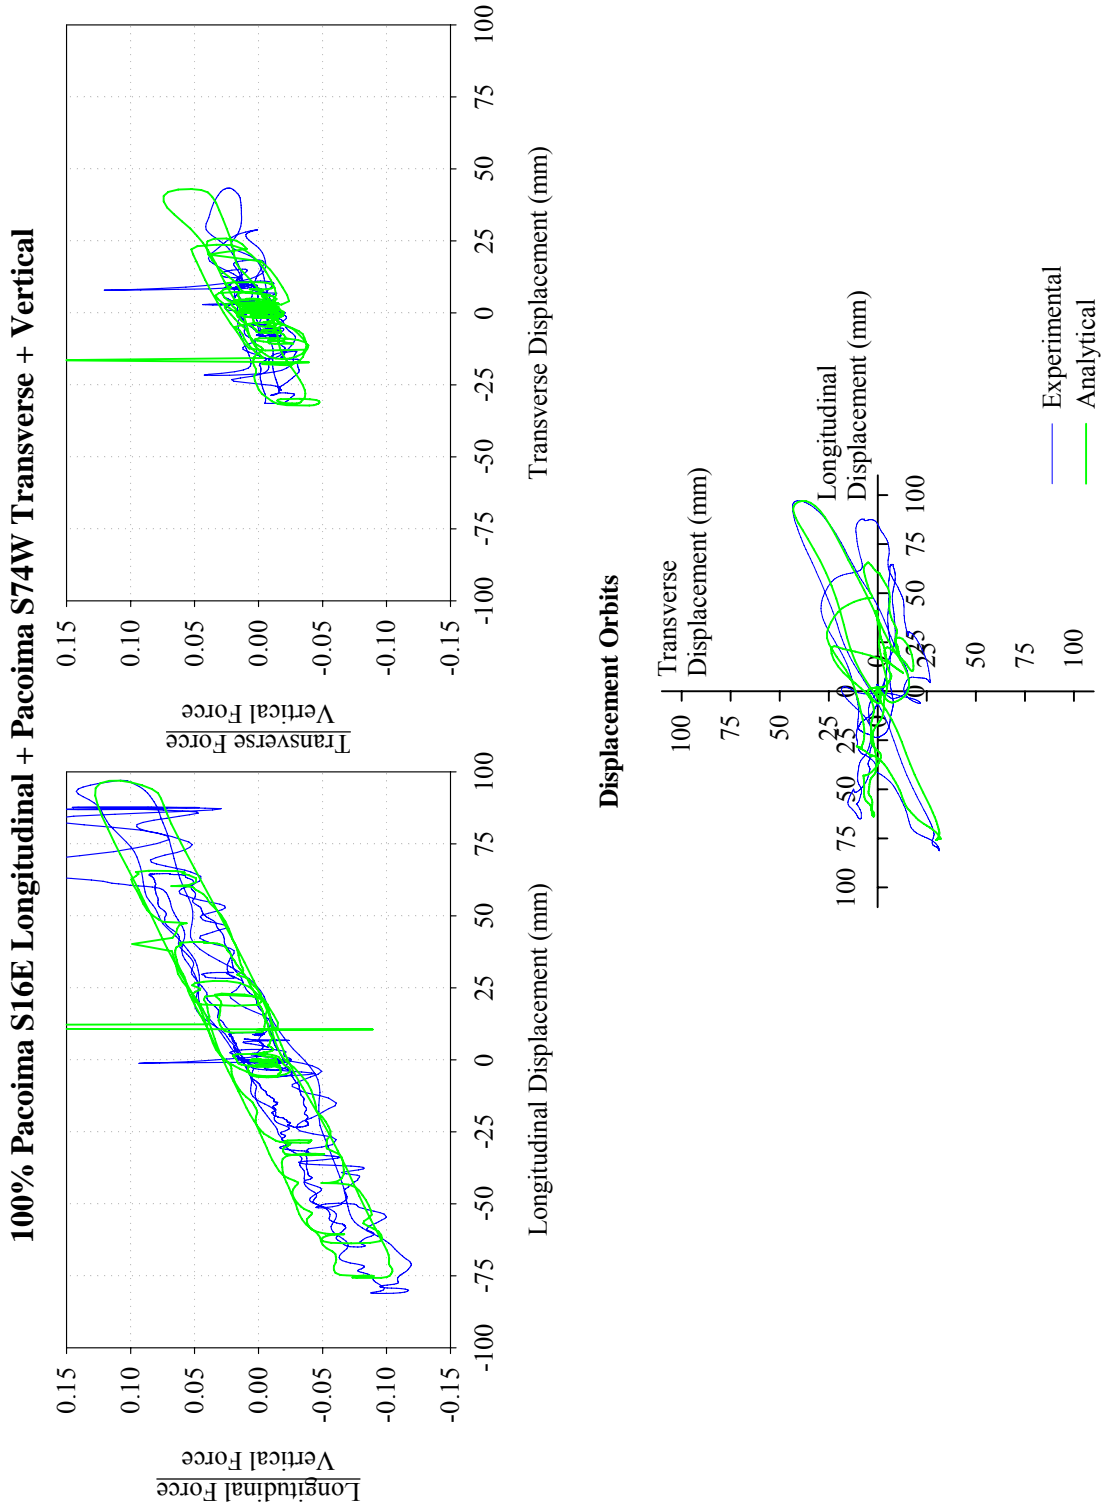 100% Pacoima S16E Longitudinal + Pacoima S74W Transverse + Vertical
Longitudinal Force
Vertical Force
0.15
0.10
0.05
0.00
-0.05
-0.10
-0.15
-100 -75 -50 -25 0 25 50 75 100
Longitudinal Displacement (mm)
Transverse Force
Vertical Force
0.15
0.10
0.05
0.00
-0.05
-0.10
-0.15
-100 -75 -50 -25 0 25 50 75 100
Transverse Displacement (mm)
Displacement Orbits
Transverse
Displacement (mm)
100
75
50
25
0
25
50
75
100
100 75 50 25 0 0 25 50 75 100
Longitudinal
Displacement (mm)
Experimental
Analytical